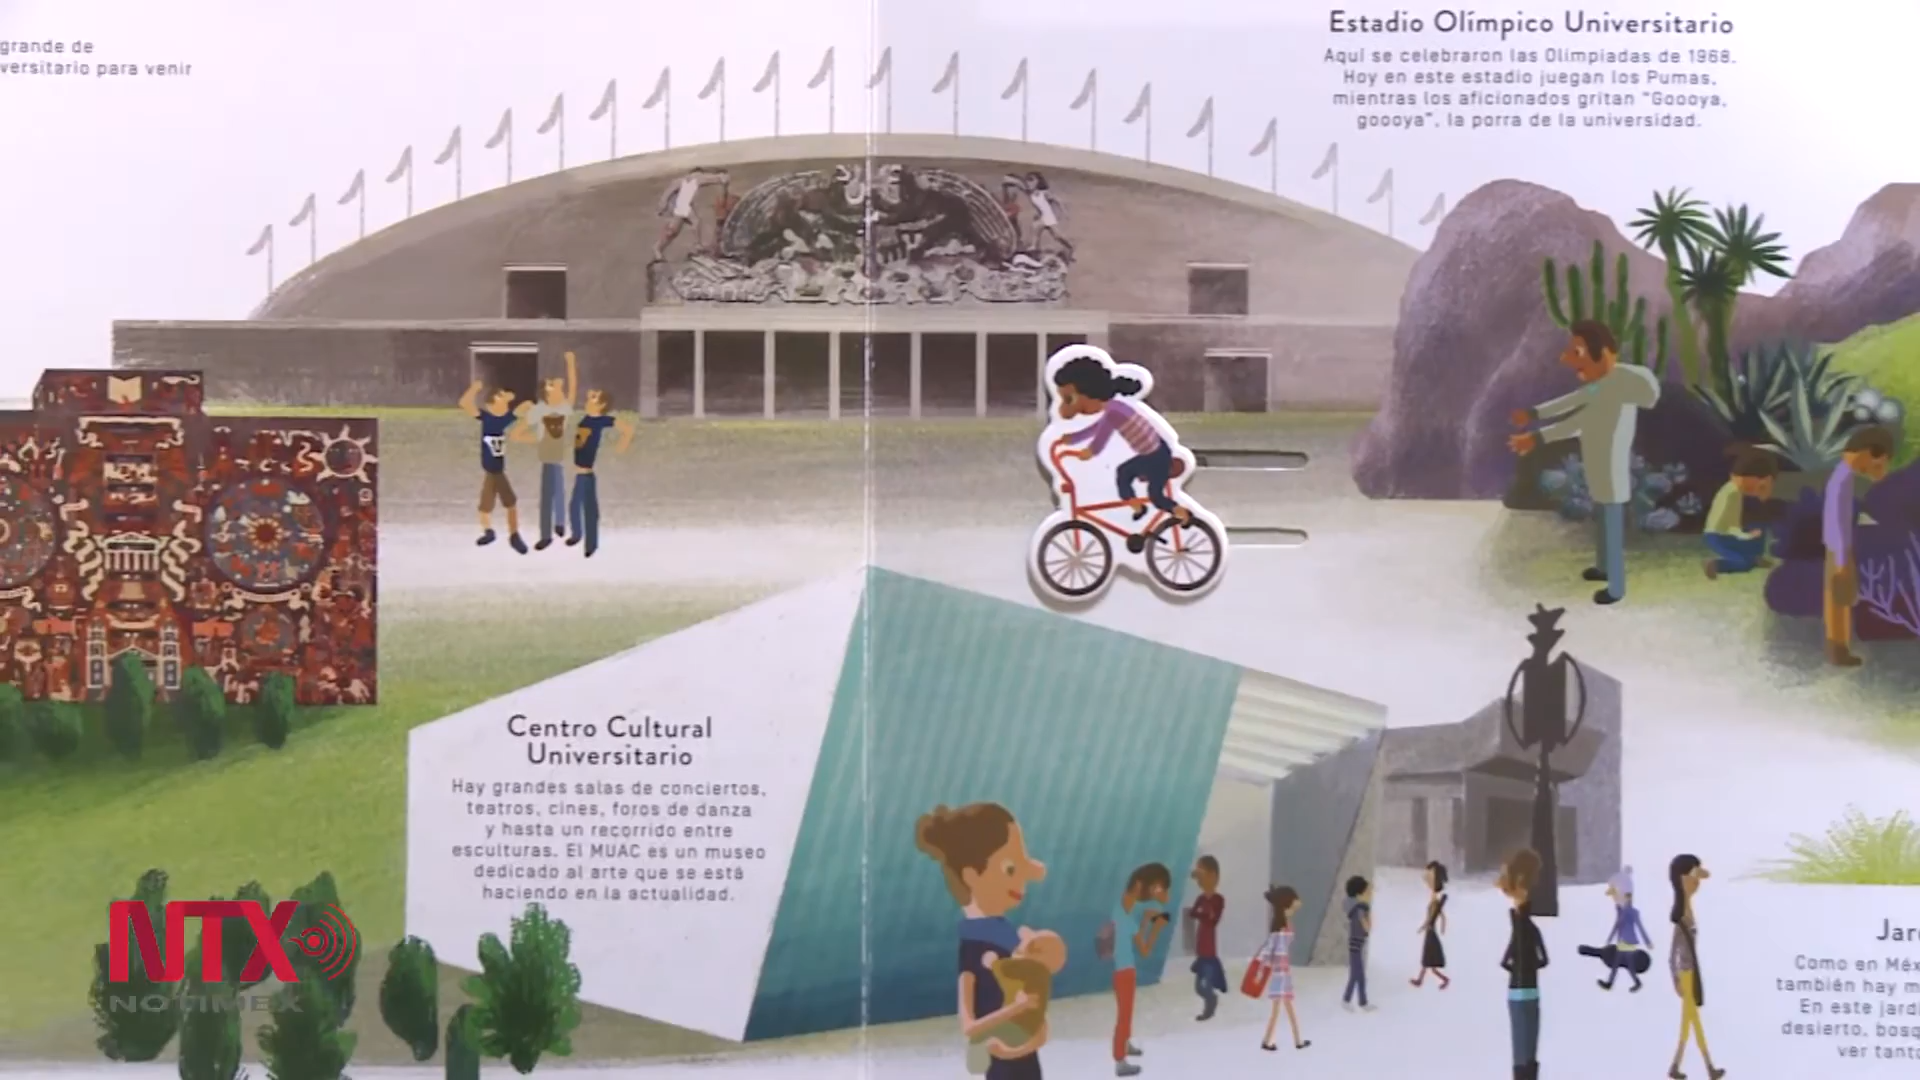 grande de
versitario para venir
Estadio Olímpico Universitario
Aquí se celebraron las Olimpiadas de 1968.
Hoy en este estadio juegan los Pumas,
mientras los aficionados gritan "Goooya,
goooya", la porra de la universidad.
Centro Cultural
Universitario
Hay grandes salas de conciertos,
teatros, cines, foros de danza
y hasta un recorrido entre
esculturas. El MUAC es un museo
dedicado al arte que se está
haciendo en la actualidad.
Jar
Como en Méx
también hay m
En este jardí
desierto, bosq
ver tant
NTX
NOTIMEX